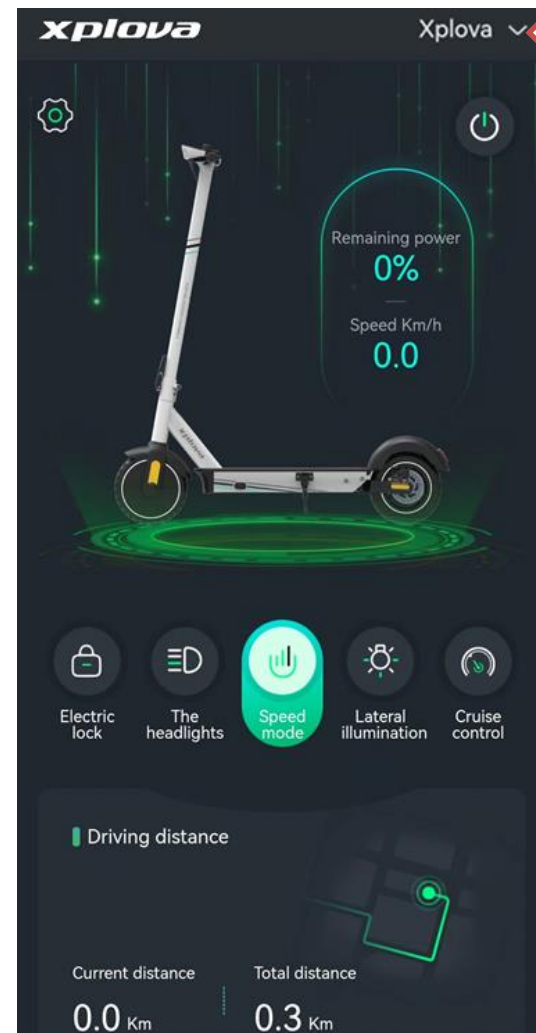 xplova
Xplova
Remaining power
0%
Speed Km/h
0.0
Electric
lock
The
headlights
Speed
mode
Lateral
illumination
Cruise
control
Driving distance
Current distance
Total distance
0.0 Km
0.3 Km